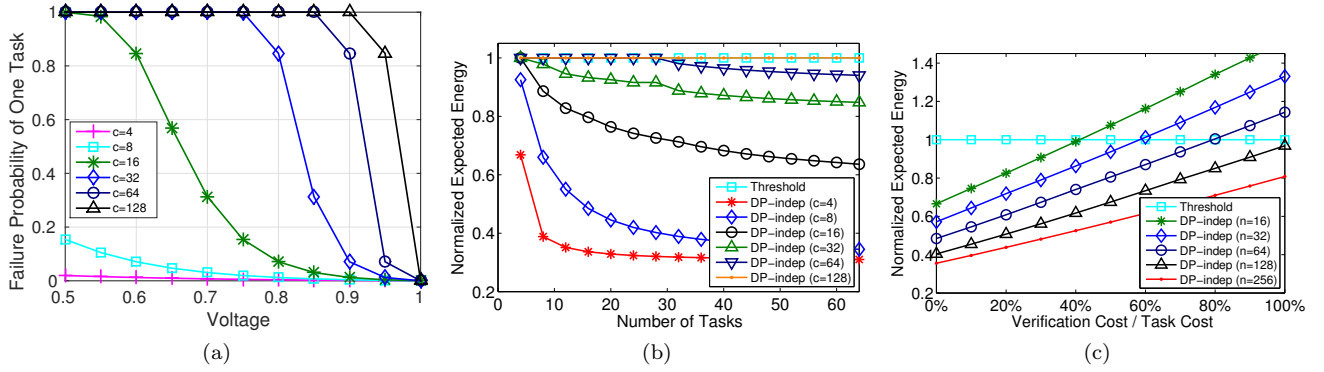 Failure Probability of One Task
1
0.8
0.6
0.4
0.2
0
0.5
0.6
0.7
0.8
0.9
1
Voltage
c=4
c=8
c=16
c=32
c=64
c=128
(a)
Normalized Expected Energy
1
0.8
0.6
0.4
0.2
0
10
20
30
40
50
60
Number of Tasks
Threshold
DP-indep (c=4)
DP-indep (c=8)
DP-indep (c=16)
DP-indep (c=32)
DP-indep (c=64)
DP-indep (c=128)
(b)
Normalized Expected Energy
1.4
1.2
1.0
0.8
0.6
0.4
0.2
0%
20%
40%
60%
80%
100%
Verification Cost / Task Cost
Threshold
DP-indep (n=16)
DP-indep (n=32)
DP-indep (n=64)
DP-indep (n=128)
DP-indep (n=256)
(c)